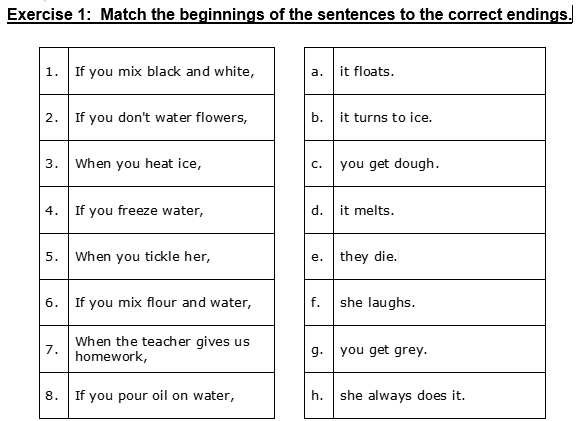 Exercise 1: Match the beginnings of the sentences to the correct endings.
1. If you mix black and white,
a. it floats.
2. If you don't water flowers,
b. it turns to ice.
3. When you heat ice,
c. you get dough.
4. If you freeze water,
d. it melts.
5. When you tickle her,
e. they die.
6. If you mix flour and water,
f. she laughs.
7. When the teacher gives us
homework,
g. you get grey.
8. If you pour oil on water,
h. she always does it.